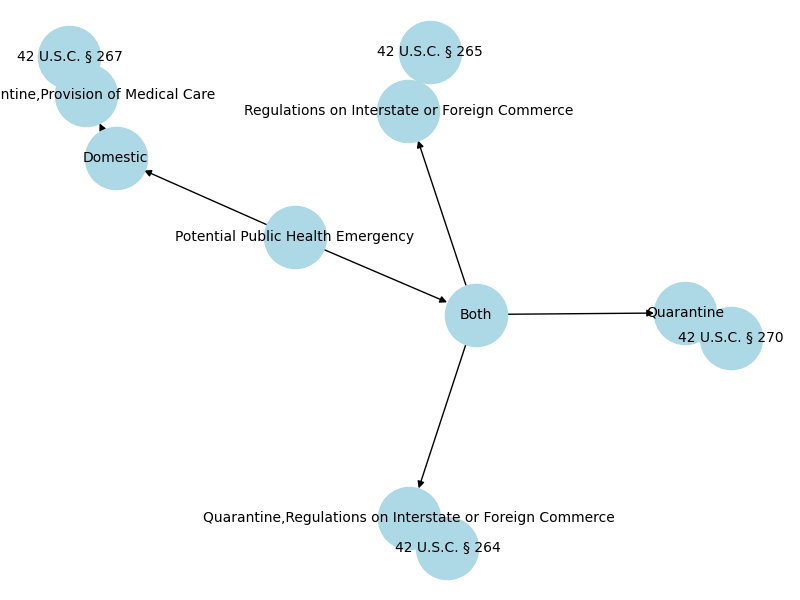 42 U.S.C. § 267
42 U.S.C. § 265
ntine,Provision of Medical Care
Regulations on Interstate or Foreign Commerce
Domestic
Potential Public Health Emergency
Both
Quarantine
42 U.S.C. § 270
Quarantine,Regulations on Interstate or Foreign Commerce
42 U.S.C. § 264